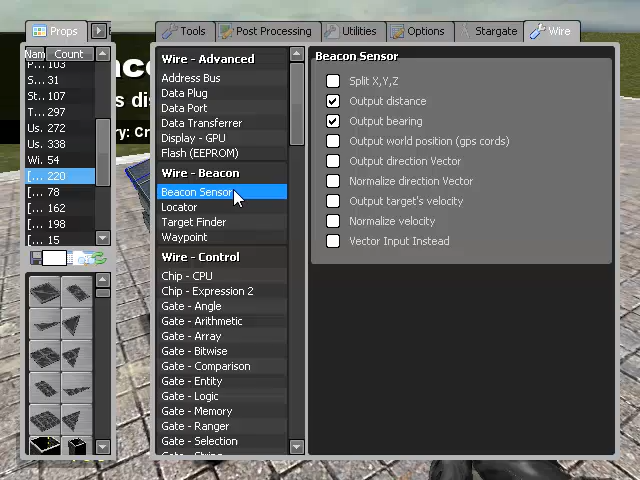 Props
Tools
Post Processing
Utilities
Options
Stargate
Wire
Nam
Count
P... 103
S... 31
St... 107
T... 297
Us... 272
Us... 338
Wi. 54
[... 220
[... 78
[... 162
[... 198
[... 15
Wire - Advanced
Address Bus
Data Plug
Data Port
Data Transferrer
Display - GPU
Flash (EEPROM)
Wire - Beacon
Beacon Sensor
Locator
Target Finder
Waypoint
Wire - Control
Chip - CPU
Chip - Expression 2
Gate - Angle
Gate - Arithmetic
Gate - Array
Gate - Bitwise
Gate - Comparison
Gate - Entity
Gate - Logic
Gate - Memory
Gate - Ranger
Gate - Selection
Gate - String
Beacon Sensor
Split X,Y,Z
Output distance
Output bearing
Output world position (gps cords)
Output direction Vector
Normalize direction Vector
Output target's velocity
Normalize velocity
Vector Input Instead